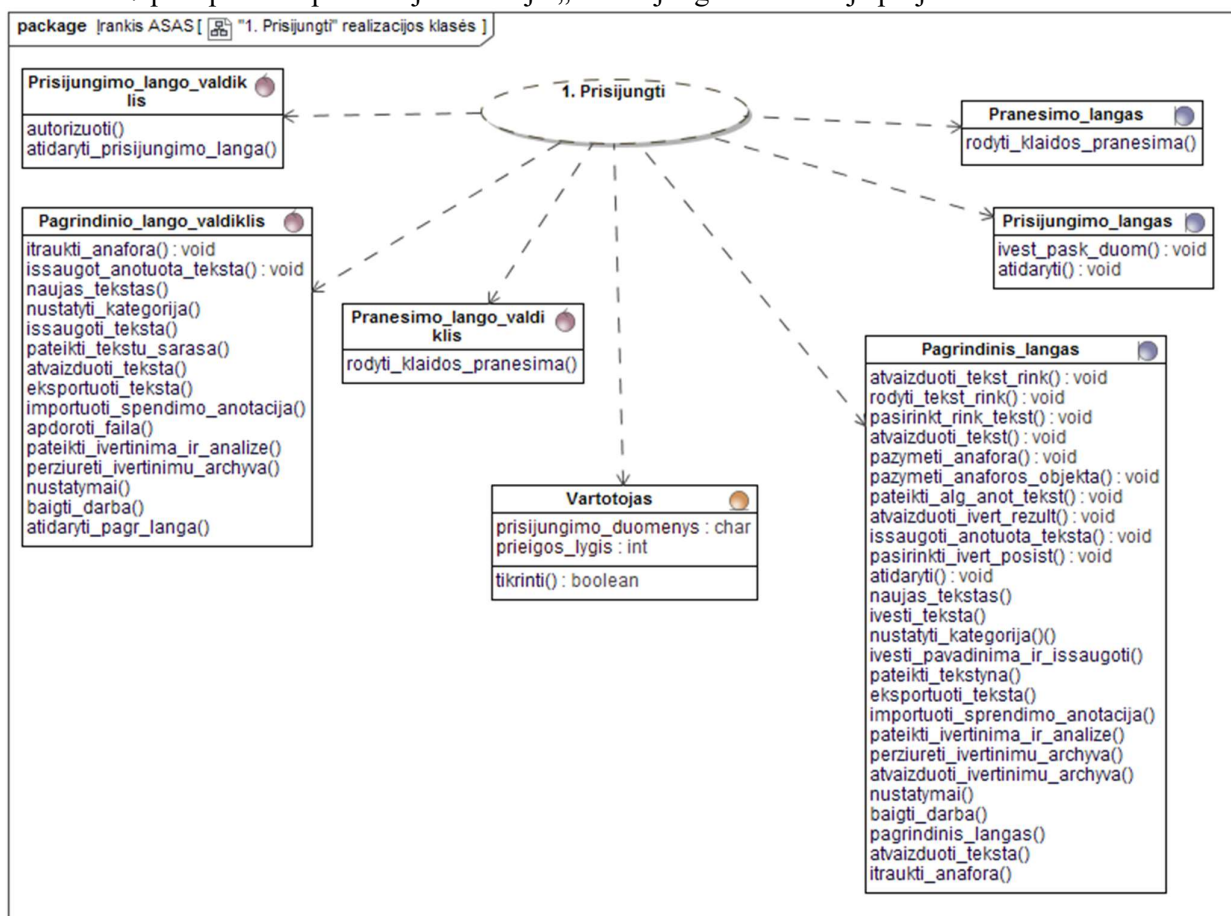 package Įrankis ASAS [ "1. Prisijungti" realizacijos klasės ]
1. Prisijungti
Prisijungimo_lango_valdik
lis
autorizuoti()
atidaryti_prisijungimo_langa()
Pranesimo_langas
rodyti_klaidos_pranesima()
Pagrindinio_lango_valdiklis
itraukti_anafora() : void
issaugot_anotuota_teksta() : void
naujas_tekstas()
nustatyti_kategorija()
issaugoti_teksta()
pateikti_tekstu_sarasa()
atvaizduoti_teksta()
eksportuoti_teksta()
importuoti_spendimo_anotacija()
apdoroti_faila()
pateikti_ivertinima_ir_analize()
perziureti_ivertinimu_archyva()
nustatymai()
baigti_darba()
atidaryti_pagr_langa()
Prisijungimo_langas
ivest_pask_duom() : void
atidaryti() : void
Pranesimo_lango_valdi
klis
rodyti_klaidos_pranesima()
Vartotojas
prisijungimo_duomenys : char
prieigos_lygis : int
tikrinti() : boolean
Pagrindinis_langas
atvaizduoti_tekst_rink() : void
rodyti_tekst_rink() : void
pasirinkt_rink_tekst() : void
atvaizduoti_tekst() : void
pazymeti_anafora() : void
pazymeti_anaforos_objekta() : void
pateikti_alg_anot_tekst() : void
atvaizduoti_ivert_rezult() : void
issaugoti_anotuota_teksta() : void
pasirinkti_ivert_posist() : void
atidaryti() : void
naujas_tekstas()
ivesti_teksta()
nustatyti_kategorija()()
ivesti_pavadinima_ir_issaugoti()
pateikti_tekstyna()
eksportuoti_teksta()
importuoti_sprendimo_anotacija()
pateikti_ivertinima_ir_analize()
perziureti_ivertinimu_archyva()
atvaizduoti_ivertinimu_archyva()
nustatymai()
baigti_darba()
pagrindinis_langas()
atvaizduoti_teksta()
itraukti_anafora()